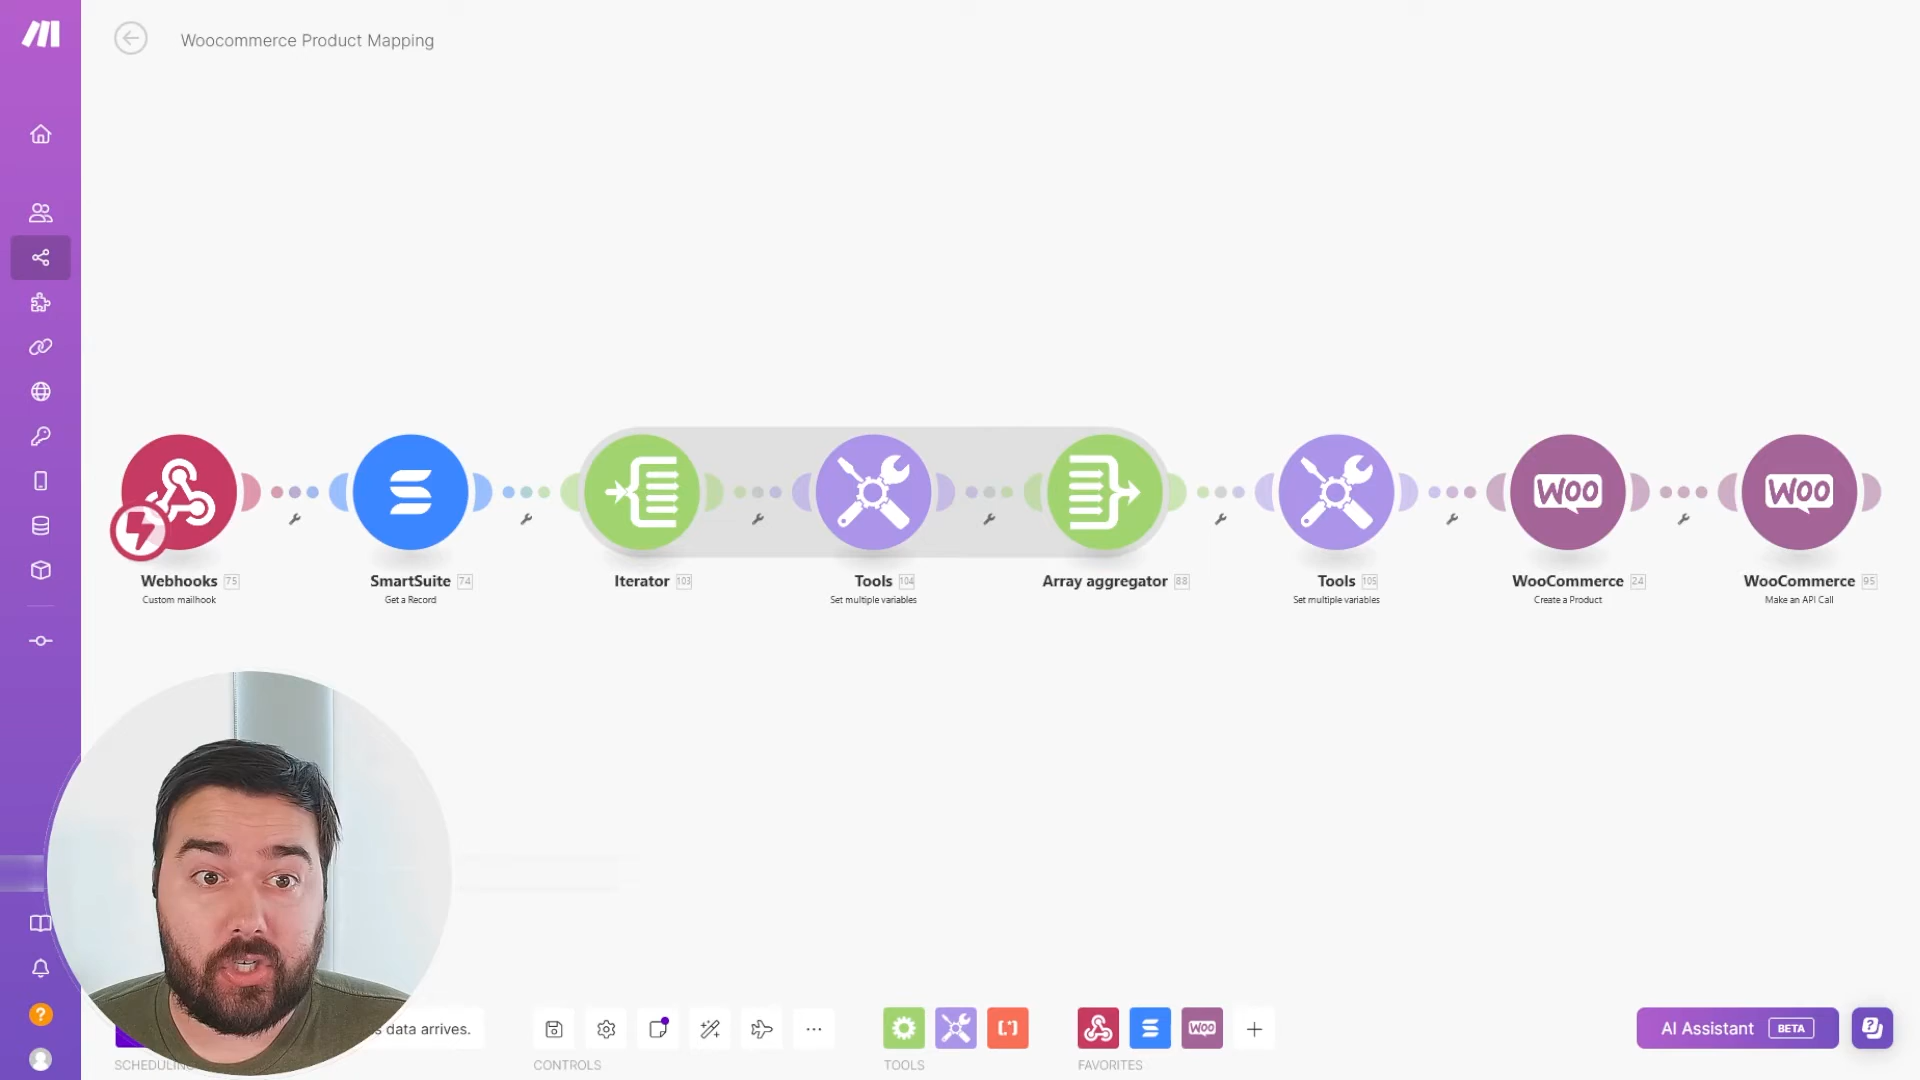 Woocommerce Product Mapping
Webhooks 75
Custom mailhook
SmartSuite 74
Get a Record
Iterator 103
Tools 104
Set multiple variables
Array aggregator 88
Tools 105
Set multiple variables
WOO
WooCommerce 24
Create a Product
WOO
WooCommerce 95
Make an API Call
data arrives.
SCHEDULING
CONTROLS
TOOLS
WOO
FAVORITES
AI Assistant BETA